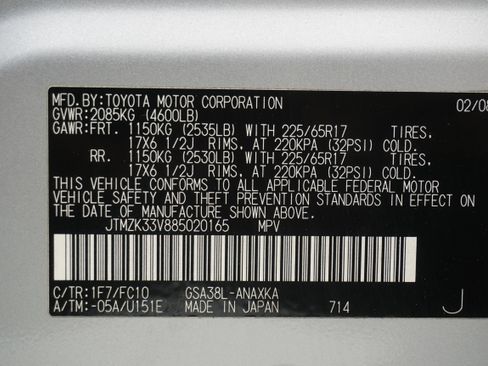 MFD.BY:TOYOTA MOTOR CORPORATION 02/08
GVWR:2085KG (4600LB)
GAWR:FRT. 1150KG (2535LB) WITH 225/65R17 TIRES,
17X6 1/2J RIMS, AT 220KPA (32PSI) COLD.
RR. 1150KG (2530LB) WITH 225/65R17 TIRES,
17X6 1/2J RIMS, AT 220KPA (32PSI) COLD.
THIS VEHICLE CONFORMS TO ALL APPLICABLE FEDERAL MOTOR
VEHICLE SAFETY AND THEFT PREVENTION STANDARDS IN EFFECT
ON THE DATE OF MANUFACTURE SHOWN ABOVE.
JTMZK33V885020165 MPV
C/TR:1F7/FC10 GSA38L-ANAXKA
A/TM:-05A/U151E MADE IN JAPAN 714 J